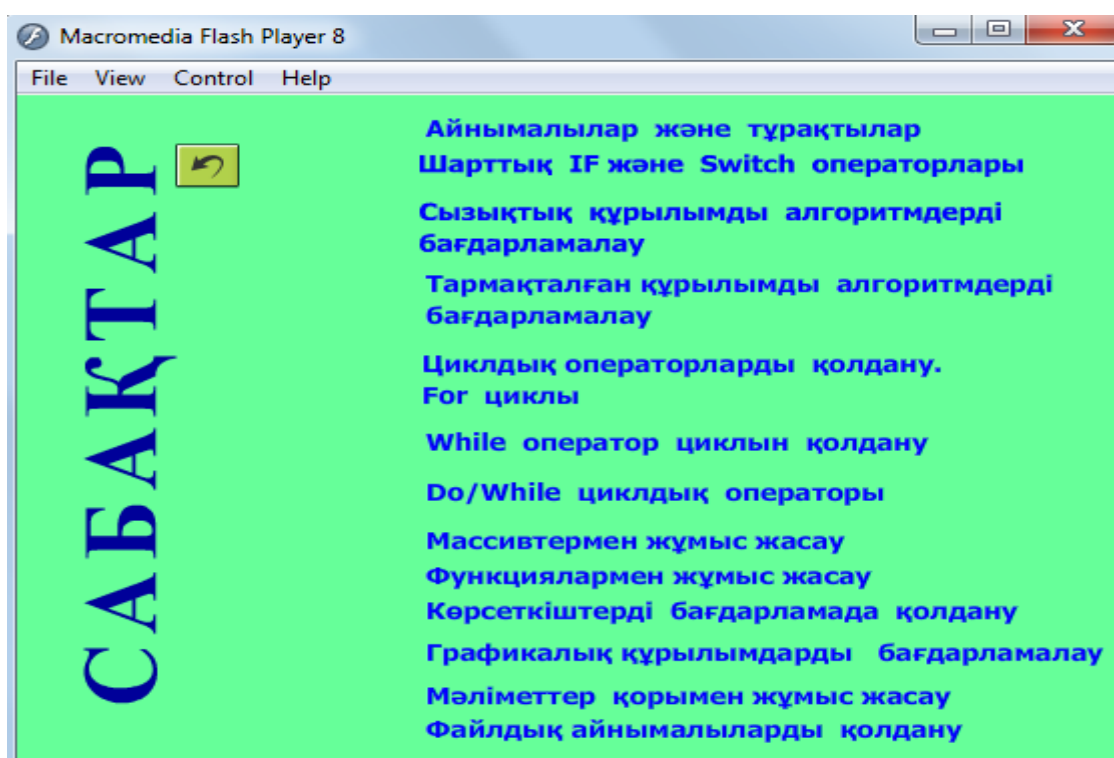 Macromedia Flash Player 8
File View Control Help
САБАҚТАР
Айнымалылар және тұрақтылар
Шарттық IF және Switch операторлары
Сызықтық құрылымды алгоритмдерді
бағдарламалау
Тармақталған құрылымды алгоритмдерді
бағдарламалау
Циклдық операторларды қолдану.
For циклы
While оператор циклын қолдану
Do/While циклдық операторы
Массивтермен жұмыс жасау
Функциялармен жұмыс жасау
Көрсеткіштерді бағдарламада қолдану
Графикалық құрылымдарды бағдарламалау
Мәліметтер қорымен жұмыс жасау
Файлдық айнымалыларды қолдану